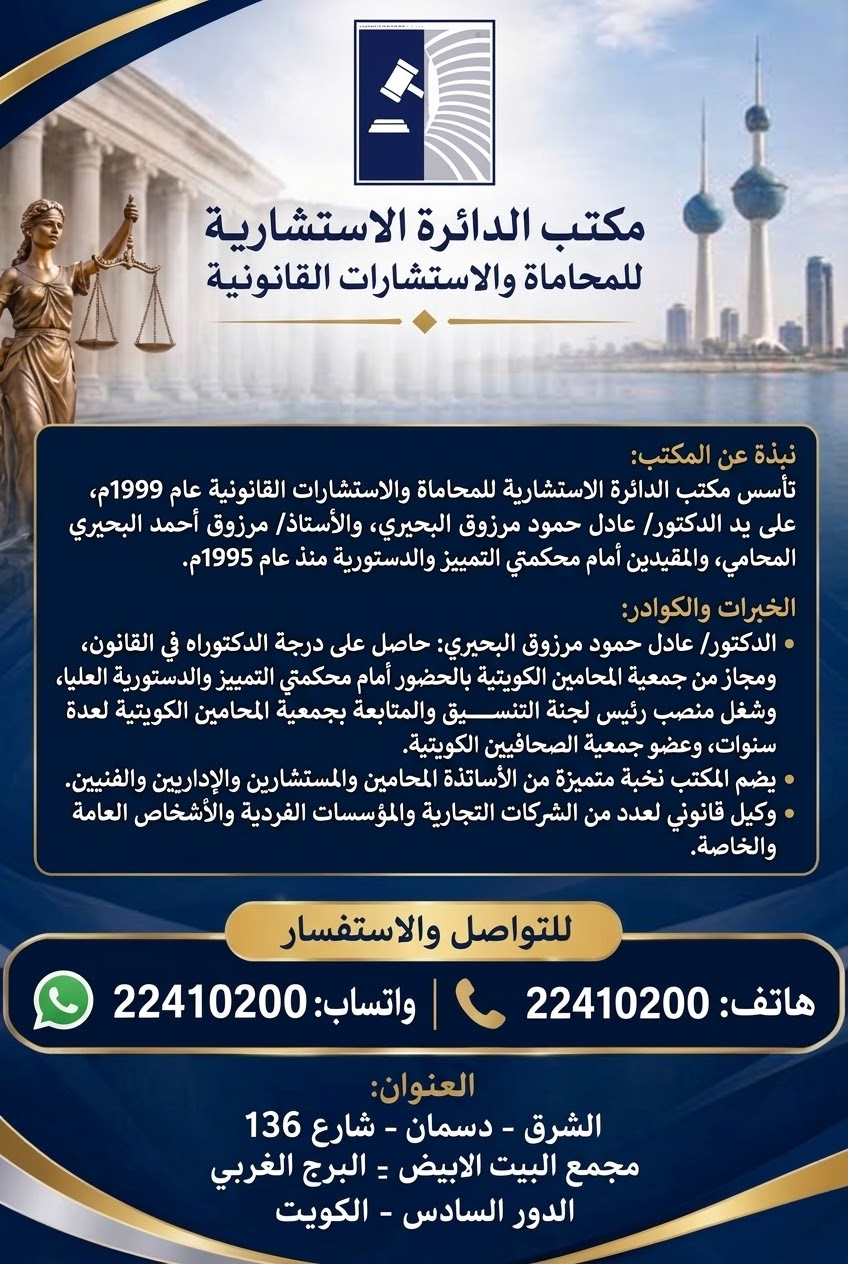 مكتب الدائرة الاستشارية
للمحاماة والاستشارات القانونية
نبذة عن المكتب:
تأسس مكتب الدائرة الاستشارية للمحاماة والاستشارات القانونية عام 1999م،
على يد الدكتور/ عادل حمود مرزوق البحيري، والأستاذ/ مرزوق أحمد البحيري
المحامي، والمقيدين أمام محكمتي التمييز والدستورية منذ عام 1995م.
الخبرات والكوادر:
• الدكتور/ عادل حمود مرزوق البحيري: حاصل على درجة الدكتوراه في القانون،
ومجاز من جمعية المحامين الكويتية بالحضور أمام محكمتي التمييز والدستورية العليا،
وشغل منصب رئيس لجنة التنســـيق والمتابعة بجمعية المحامين الكويتية لعدة
سنوات، وعضو جمعية الصحافيين الكويتية.
• يضم المكتب نخبة متميزة من الأساتذة المحامين والمستشارين والإداريين والفنيين.
• وكيل قانوني لعدد من الشركات التجارية والمؤسسات الفردية والأشخاص العامة
والخاصة.
للتواصل والاستفسار
هاتف: 22410200 | واتساب: 22410200
العنوان:
الشرق - دسمان - شارع 136
مجمع البيت الابيض - البرج الغربي
الدور السادس - الكويت